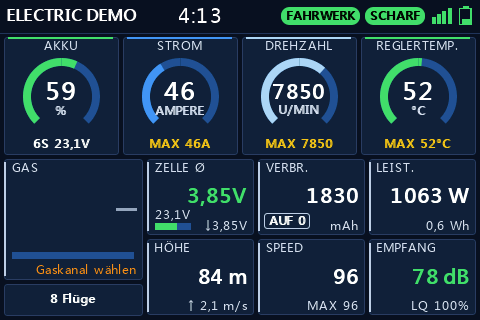 ELECTRIC DEMO 4:13 FAHRWERK SCHARF
AKKU STROM DREHZAHL REGLERTEMP.
59 46 7850 52
% AMPERE U/MIN °C
6S 23,1V MAX 46A MAX 7850 MAX 52°C
GAS ZELLE Ø VERBR. LEIST.
3,85V 1830 1063 W
23,1V ↓3,85V AUF 0 mAh 0,6 Wh
Gaskanal wählen
HÖHE SPEED EMPFANG
84 m 96 78 dB
8 Flüge ↑ 2,1 m/s MAX 96 LQ 100%